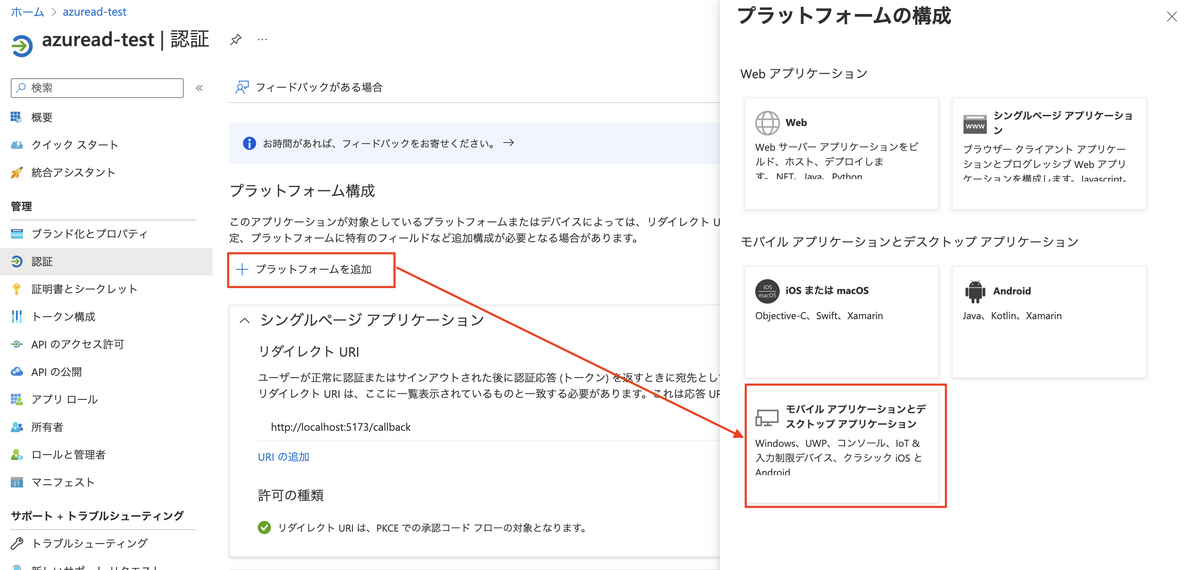 ホーム > azuread-test
azuread-test | 認証
検索
概要
クイック スタート
統合アシスタント
管理
ブランド化とプロパティ
認証
証明書とシークレット
トークン構成
API のアクセス許可
API の公開
アプリ ロール
所有者
ロールと管理者
マニフェスト
サポート + トラブルシューティング
トラブルシューティング
新しいサポート リクエスト
フィードバックがある場合
お時間があれば、フィードバックをお寄せください。 →
プラットフォーム構成
このアプリケーションが対象としているプラットフォームまたはデバイスによっては、リダイレクト U
定、プラットフォームに特有のフィールドなど追加構成が必要となる場合があります。
プラットフォームを追加
シングルページ アプリケーション
リダイレクト URI
ユーザーが正常に認証またはサインアウトされた後に認証応答 (トークン) を返すときに宛先とし
リダイレクト URI は、ここに一覧表示されているものと一致する必要があります。これは応答 UR
http://localhost:5173/callback
URI の追加
許可の種類
リダイレクト URI は、PKCE での承認コード フローの対象となります。
プラットフォームの構成
Web アプリケーション
Web
Web サーバー アプリケーションをビ
ルド、ホスト、デプロイしま
す。.NET、Java、Python
www
シングルページ アプリケーショ
ン
ブラウザー クライアント アプリケー
ションとプログレッシブ Web アプリ
ケーションを構成します。Javascript。
モバイル アプリケーションとデスクトップ アプリケーション
iOS
macOS
iOS または macOS
Objective-C、Swift、Xamarin
Android
Java、Kotlin、Xamarin
モバイル アプリケーションとデ
スクトップ アプリケーション
Windows、UWP、コンソール、IoT &
入力制限デバイス、クラシック iOS と
Android